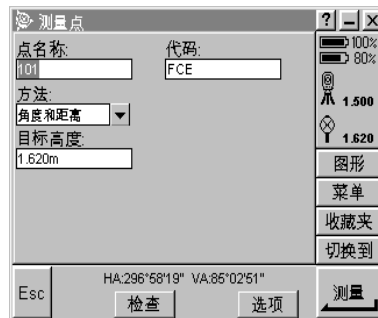 测量点
? _ x
点名称: 代码:
100%
80%
101 FCE
方法:
角度和距离
1.500
目标高度:
1.620
1.620m
图形
菜单
收藏夹
切换到
HA:296°58'19" VA:85°02'51"
Esc 检查 选项 测量